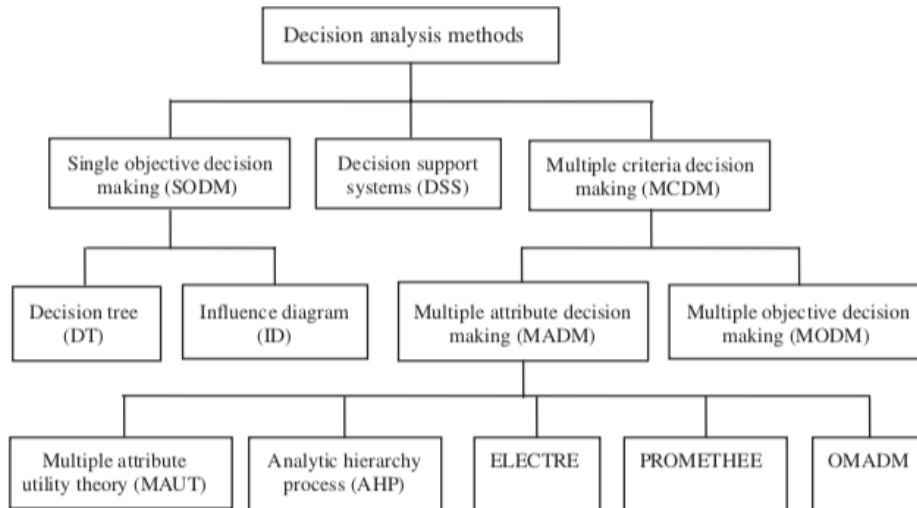 Decision analysis methods
Single objective decision
making (SODM)
Decision support
systems (DSS)
Multiple criteria decision
making (MCDM)
Decision tree
(DT)
Influence diagram
(ID)
Multiple attribute decision
making (MADM)
Multiple objective decision
making (MODM)
Multiple attribute
utility theory (MAUT)
Analytic hierarchy
process (AHP)
ELECTRE
PROMETHEE
OMADM